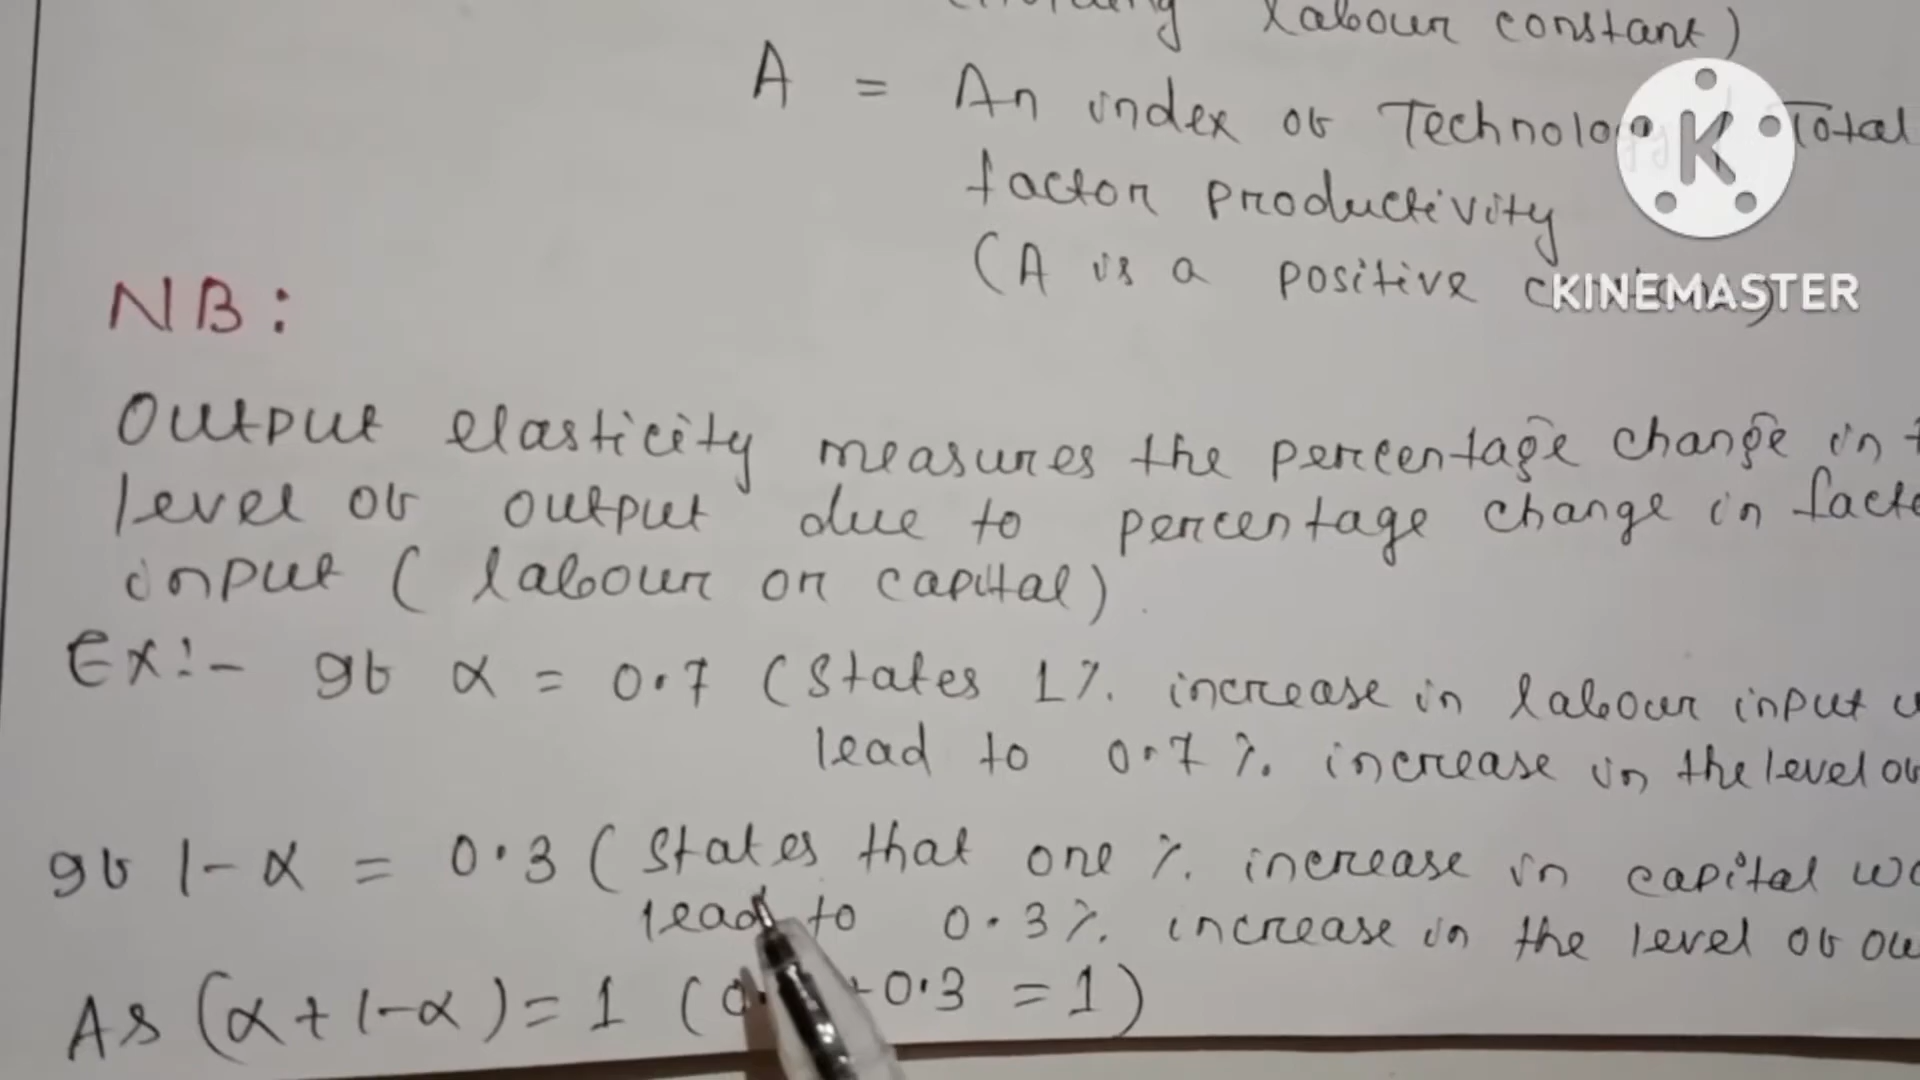 labour constant)
A = An index of Technology / Total
factor productivity
(A is a positive
KINEMASTER
NB:
Output elasticity measures the percentage change in
level of output due to percentage change in
input (labour or capital)
Ex:- If α = 0.7 (states 1% increase in labour input
lead to 0.7% increase in the level of
If 1-α = 0.3 (states that one % increase in capital
lead to 0.3% increase in the level of
As (α + 1-α) = 1 ( +0.3 = 1)